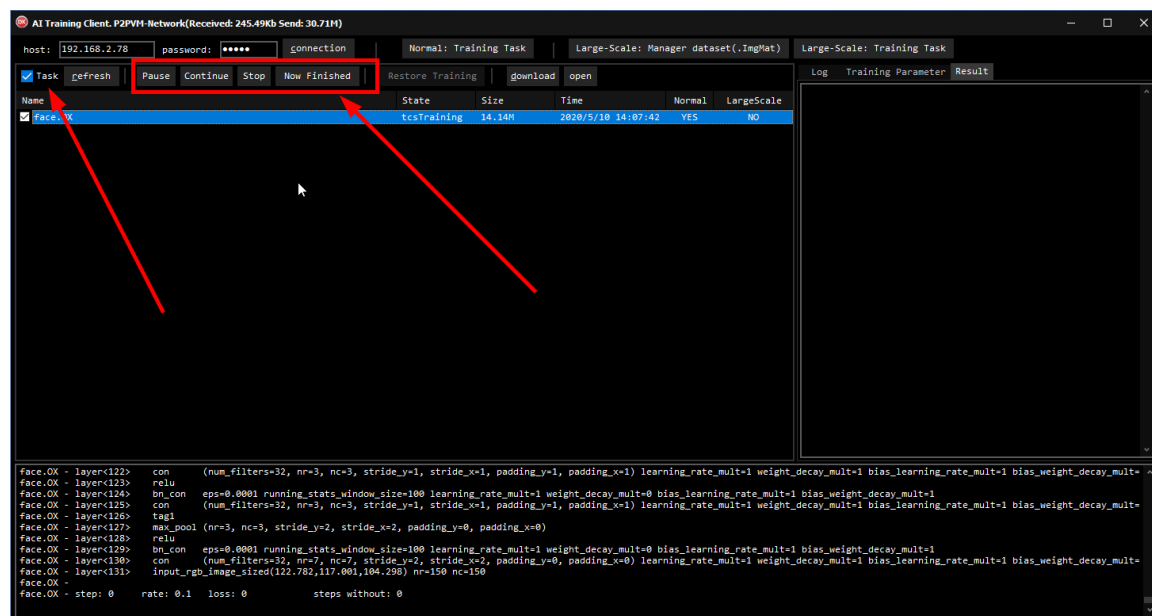 AI Training Client. P2PVM-Network(Received: 245.49Kb Send: 30.71M)
host: 192.168.2.78 password: ●●●●● connection Normal: Training Task Large-Scale: Manager dataset(.ImgMat) Large-Scale: Training Task
Task refresh Pause Continue Stop Now Finished Restore Training download open Log Training Parameter Result
Name State Size Time Normal LargeScale
face.OX tcsTraining 14.14M 2020/5/10 14:07:42 YES NO
face.OX - layer<122> con (num_filters=32, nr=3, nc=3, stride_y=1, stride_x=1, padding_y=1, padding_x=1) learning_rate_mult=1 weight_decay_mult=1 bias_learning_rate_mult=1 bias_weight_decay_mult=
face.OX - layer<123> relu
face.OX - layer<124> bn_con eps=0.0001 running_stats_window_size=100 learning_rate_mult=1 weight_decay_mult=0 bias_learning_rate_mult=1 bias_weight_decay_mult=1
face.OX - layer<125> con (num_filters=32, nr=3, nc=3, stride_y=1, stride_x=1, padding_y=1, padding_x=1) learning_rate_mult=1 weight_decay_mult=1 bias_learning_rate_mult=1 bias_weight_decay_mult=
face.OX - layer<126> tag1
face.OX - layer<127> max_pool (nr=3, nc=3, stride_y=2, stride_x=2, padding_y=0, padding_x=0)
face.OX - layer<128> relu
face.OX - layer<129> bn_con eps=0.0001 running_stats_window_size=100 learning_rate_mult=1 weight_decay_mult=0 bias_learning_rate_mult=1 bias_weight_decay_mult=1
face.OX - layer<130> con (num_filters=32, nr=7, nc=7, stride_y=2, stride_x=2, padding_y=0, padding_x=0) learning_rate_mult=1 weight_decay_mult=1 bias_learning_rate_mult=1 bias_weight_decay_mult=
face.OX - layer<131> input_rgb_image_sized(122.782,117.001,104.298) nr=150 nc=150
face.OX -
face.OX - step: 0 rate: 0.1 loss: 0 steps without: 0